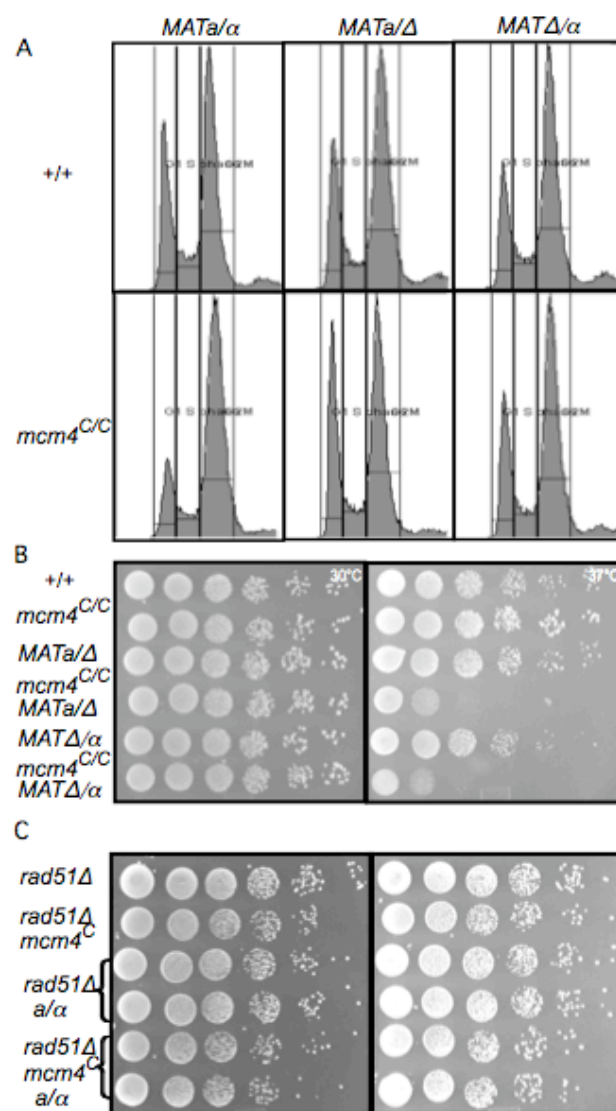 A
MATa/α MATa/Δ MATΔ/α
+/+
mcm4C/C
B
+/+
mcm4C/C
MATa/Δ
mcm4C/C
MATa/Δ
MATΔ/α
mcm4C/C
MATΔ/α
30°C
37°C
C
rad51Δ
rad51Δ
mcm4C
rad51Δ
a/α
rad51Δ
mcm4C
a/α